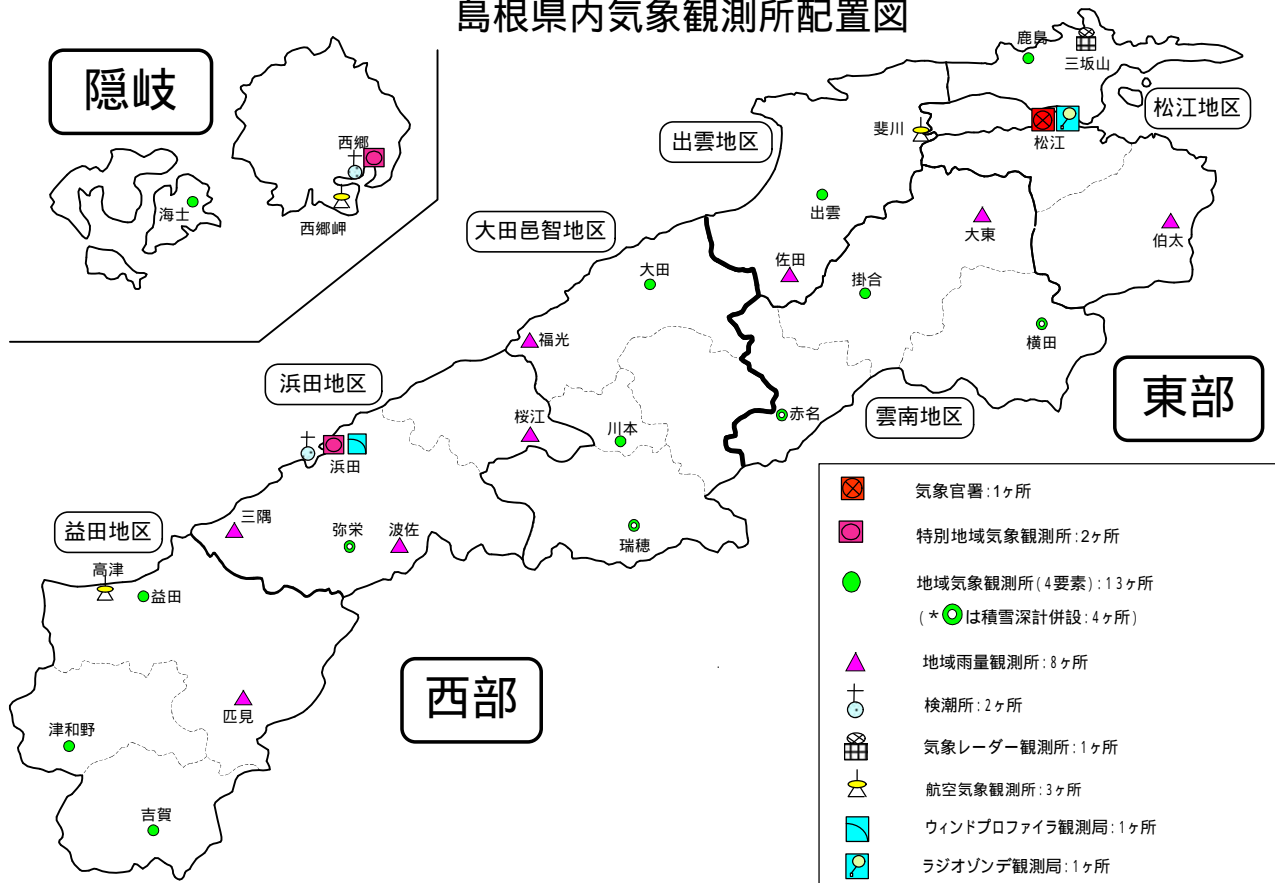 島根県内気象観測所配置図
隠岐
西郷
海士
西郷岬
鹿島
三坂山
松江地区
出雲地区
斐川
松江
出雲
大東
伯太
大田邑智地区
佐田
大田
掛合
福光
横田
浜田地区
東部
桜江
川本
赤名
雲南地区
浜田
益田地区
三隅
弥栄
波佐
瑞穂
高津
益田
西部
匹見
津和野
吉賀
気象官署:1ヶ所
特別地域気象観測所:2ヶ所
地域気象観測所(4要素):13ヶ所
(*◎は積雪深計併設:4ヶ所)
地域雨量観測所:8ヶ所
検潮所:2ヶ所
気象レーダー観測所:1ヶ所
航空気象観測所:3ヶ所
ウィンドプロファイラ観測局:1ヶ所
ラジオゾンデ観測局:1ヶ所